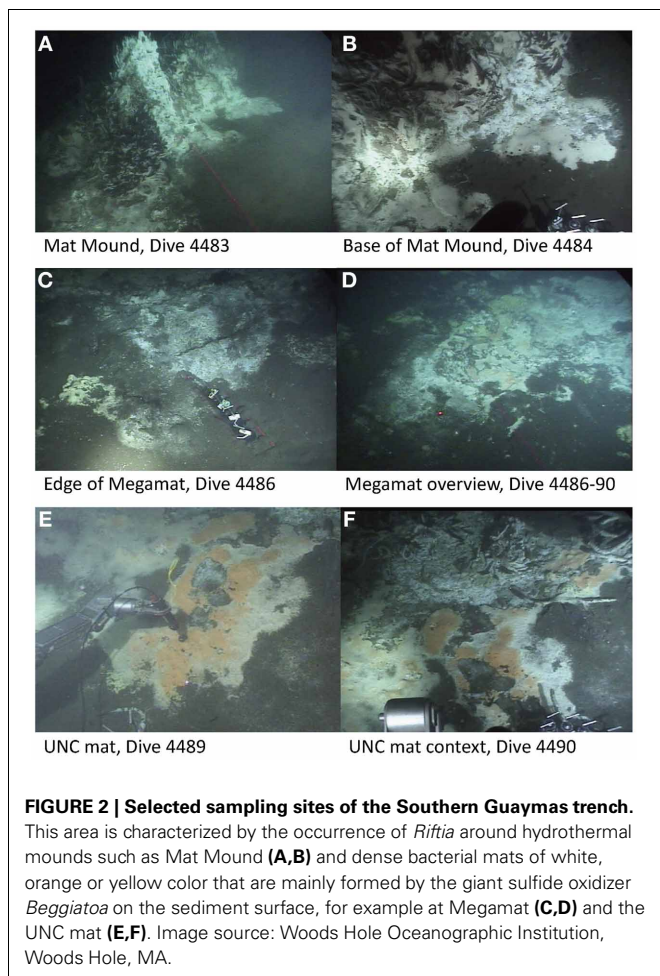 A
B
Mat Mound, Dive 4483
Base of Mat Mound, Dive 4484
C
D
Edge of Megamat, Dive 4486
Megamat overview, Dive 4486-90
E
F
UNC mat, Dive 4489
UNC mat context, Dive 4490
FIGURE 2 | Selected sampling sites of the Southern Guaymas trench.
This area is characterized by the occurrence of Riftia around hydrothermal
mounds such as Mat Mound (A,B) and dense bacterial mats of white,
orange or yellow color that are mainly formed by the giant sulfide oxidizer
Beggiatoa on the sediment surface, for example at Megamat (C,D) and the
UNC mat (E,F). Image source: Woods Hole Oceanographic Institution,
Woods Hole, MA.